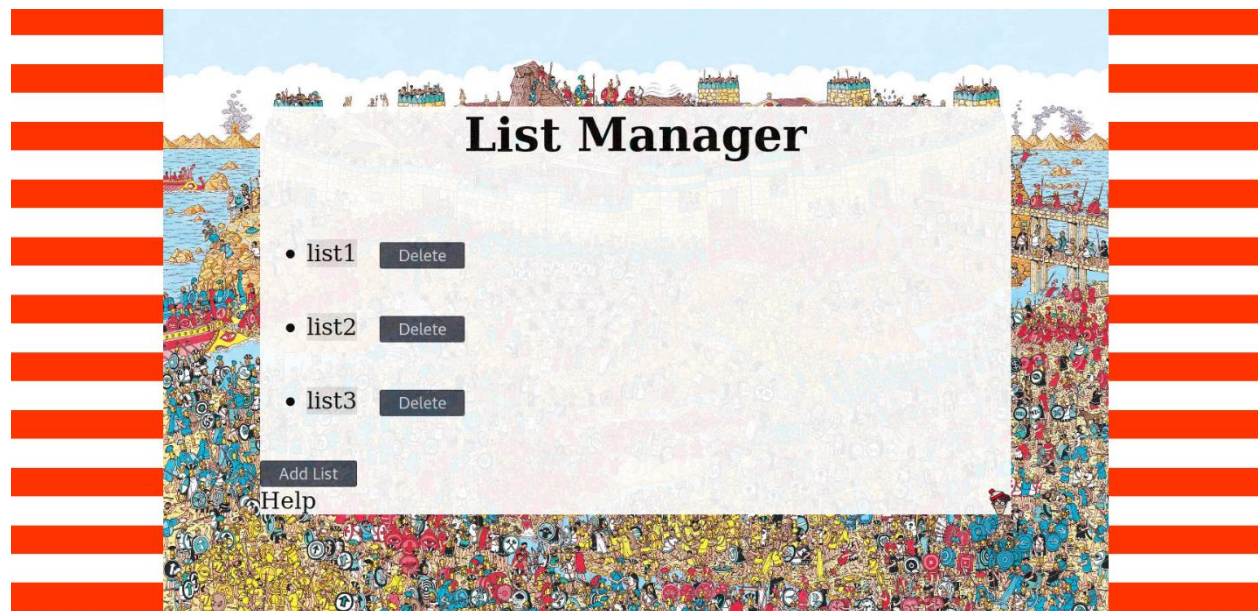 List Manager
list1 Delete
list2 Delete
list3 Delete
Add List
Help